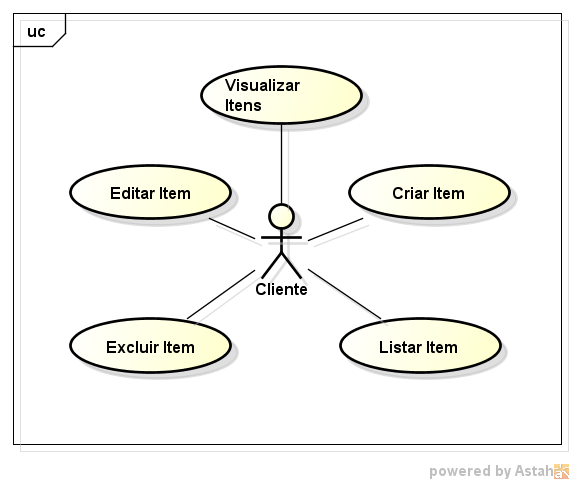 uc
Visualizar
Itens
Editar Item
Criar Item
Cliente
Excluir Item
Listar Item
powered by Astah